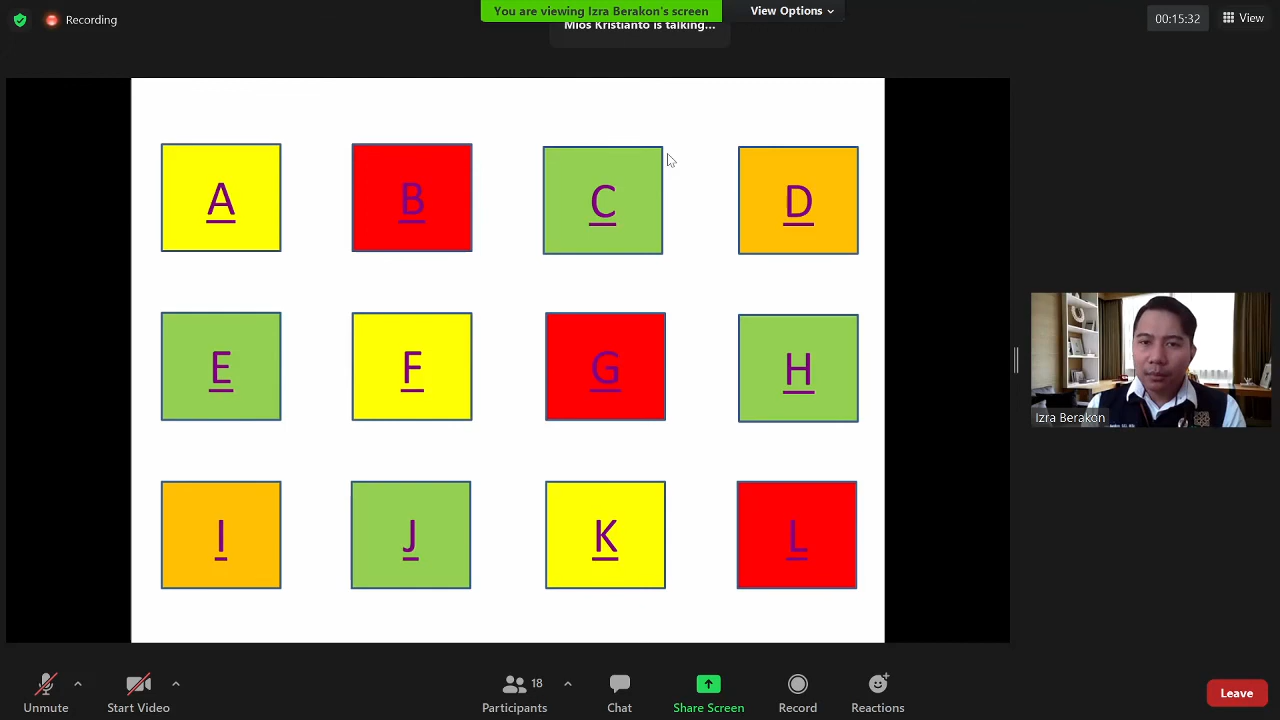 Recording
You are viewing Izra Berakon's screen
View Options
Mios Kristianto is talking...
00:15:32
View
A B C D
E F G H
I J K L
Izra Berakon
Unmute
Start Video
18
Participants
Chat
Share Screen
Record
Reactions
Leave